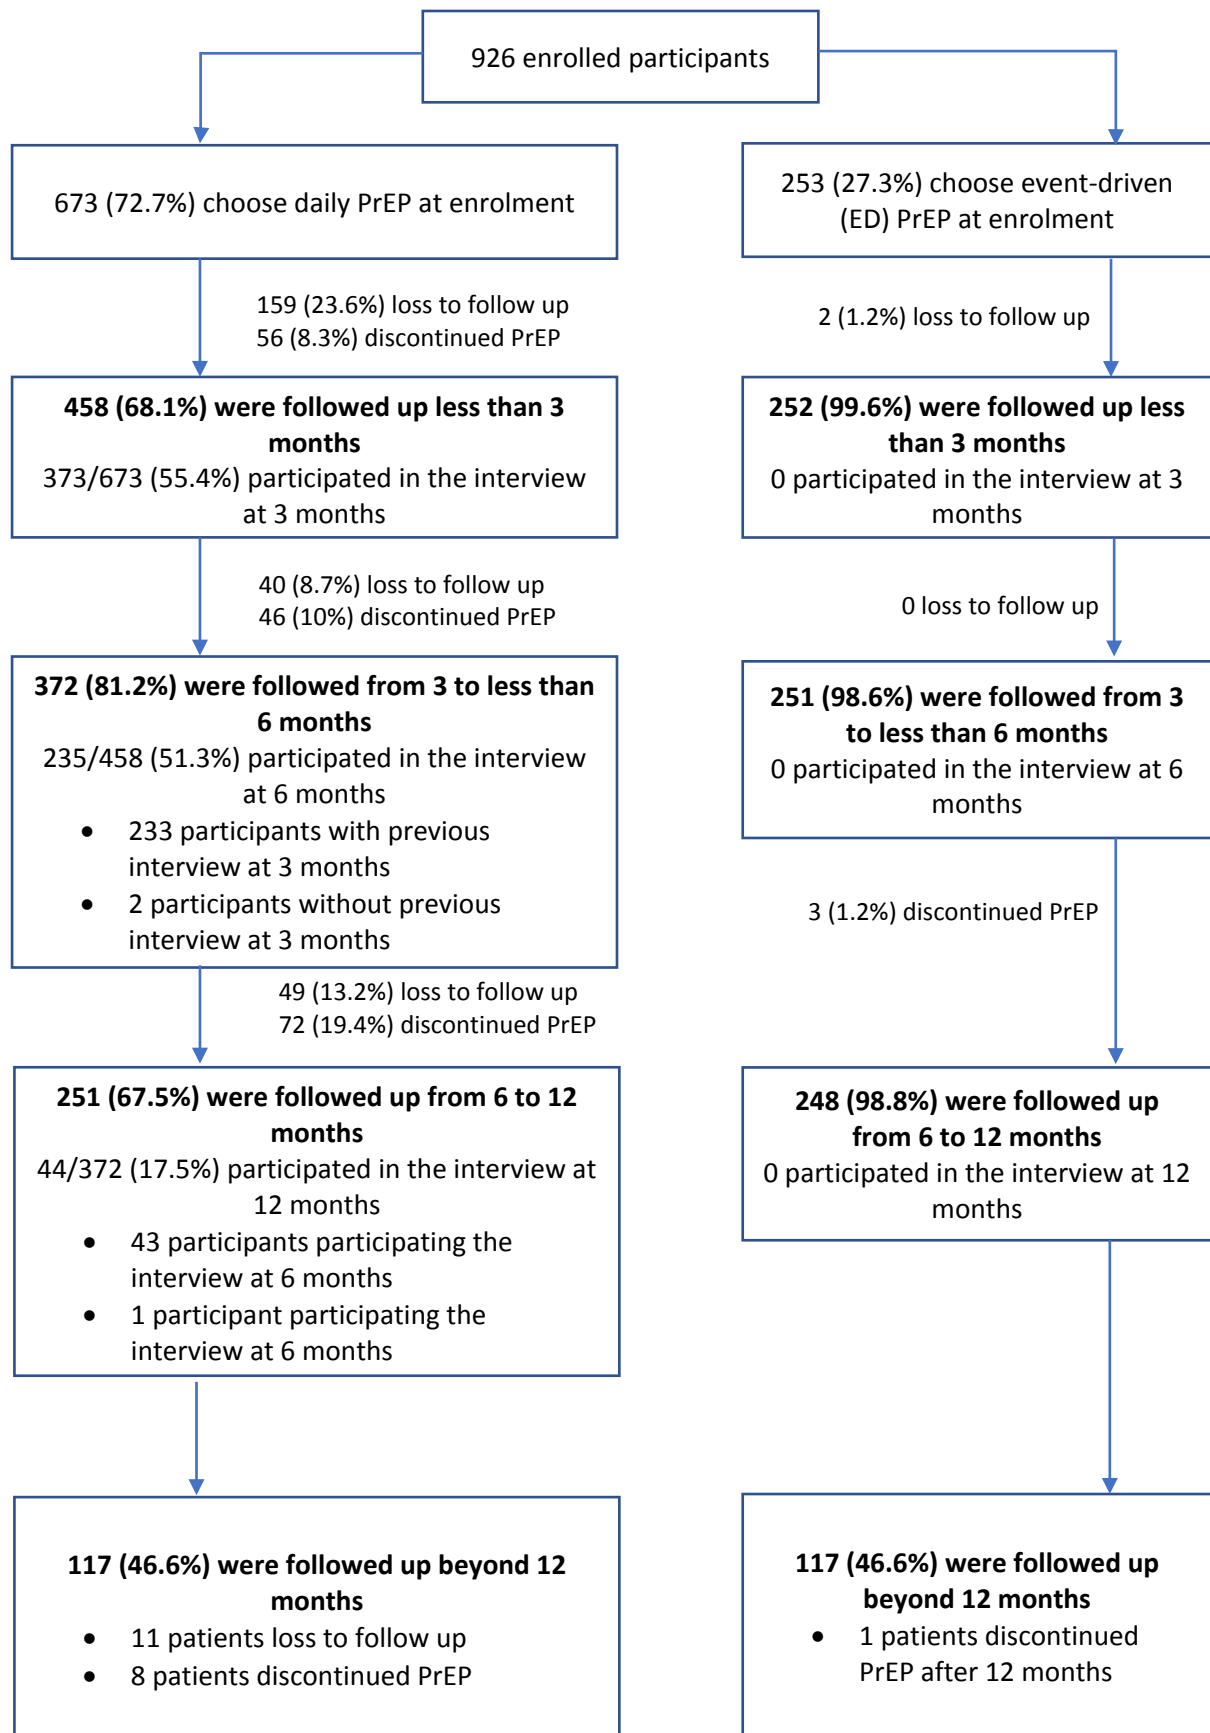 926 enrolled participants
673 (72.7%) choose daily PrEP at enrolment
253 (27.3%) choose event-driven
(ED) PrEP at enrolment
159 (23.6%) loss to follow up
56 (8.3%) discontinued PrEP
2 (1.2%) loss to follow up
458 (68.1%) were followed up less than 3
months
373/673 (55.4%) participated in the interview
at 3 months
252 (99.6%) were followed up less
than 3 months
0 participated in the interview at 3
months
40 (8.7%) loss to follow up
46 (10%) discontinued PrEP
0 loss to follow up
372 (81.2%) were followed from 3 to less than
6 months
235/458 (51.3%) participated in the interview
at 6 months
• 233 participants with previous
interview at 3 months
• 2 participants without previous
interview at 3 months
251 (98.6%) were followed from 3
to less than 6 months
0 participated in the interview at 6
months
49 (13.2%) loss to follow up
72 (19.4%) discontinued PrEP
3 (1.2%) discontinued PrEP
251 (67.5%) were followed up from 6 to 12
months
44/372 (17.5%) participated in the interview at
12 months
• 43 participants participating the
interview at 6 months
• 1 participant participating the
interview at 6 months
248 (98.8%) were followed up
from 6 to 12 months
0 participated in the interview at 12
months
117 (46.6%) were followed up beyond 12
months
• 11 patients loss to follow up
• 8 patients discontinued PrEP
117 (46.6%) were followed up
beyond 12 months
• 1 patients discontinued
PrEP after 12 months